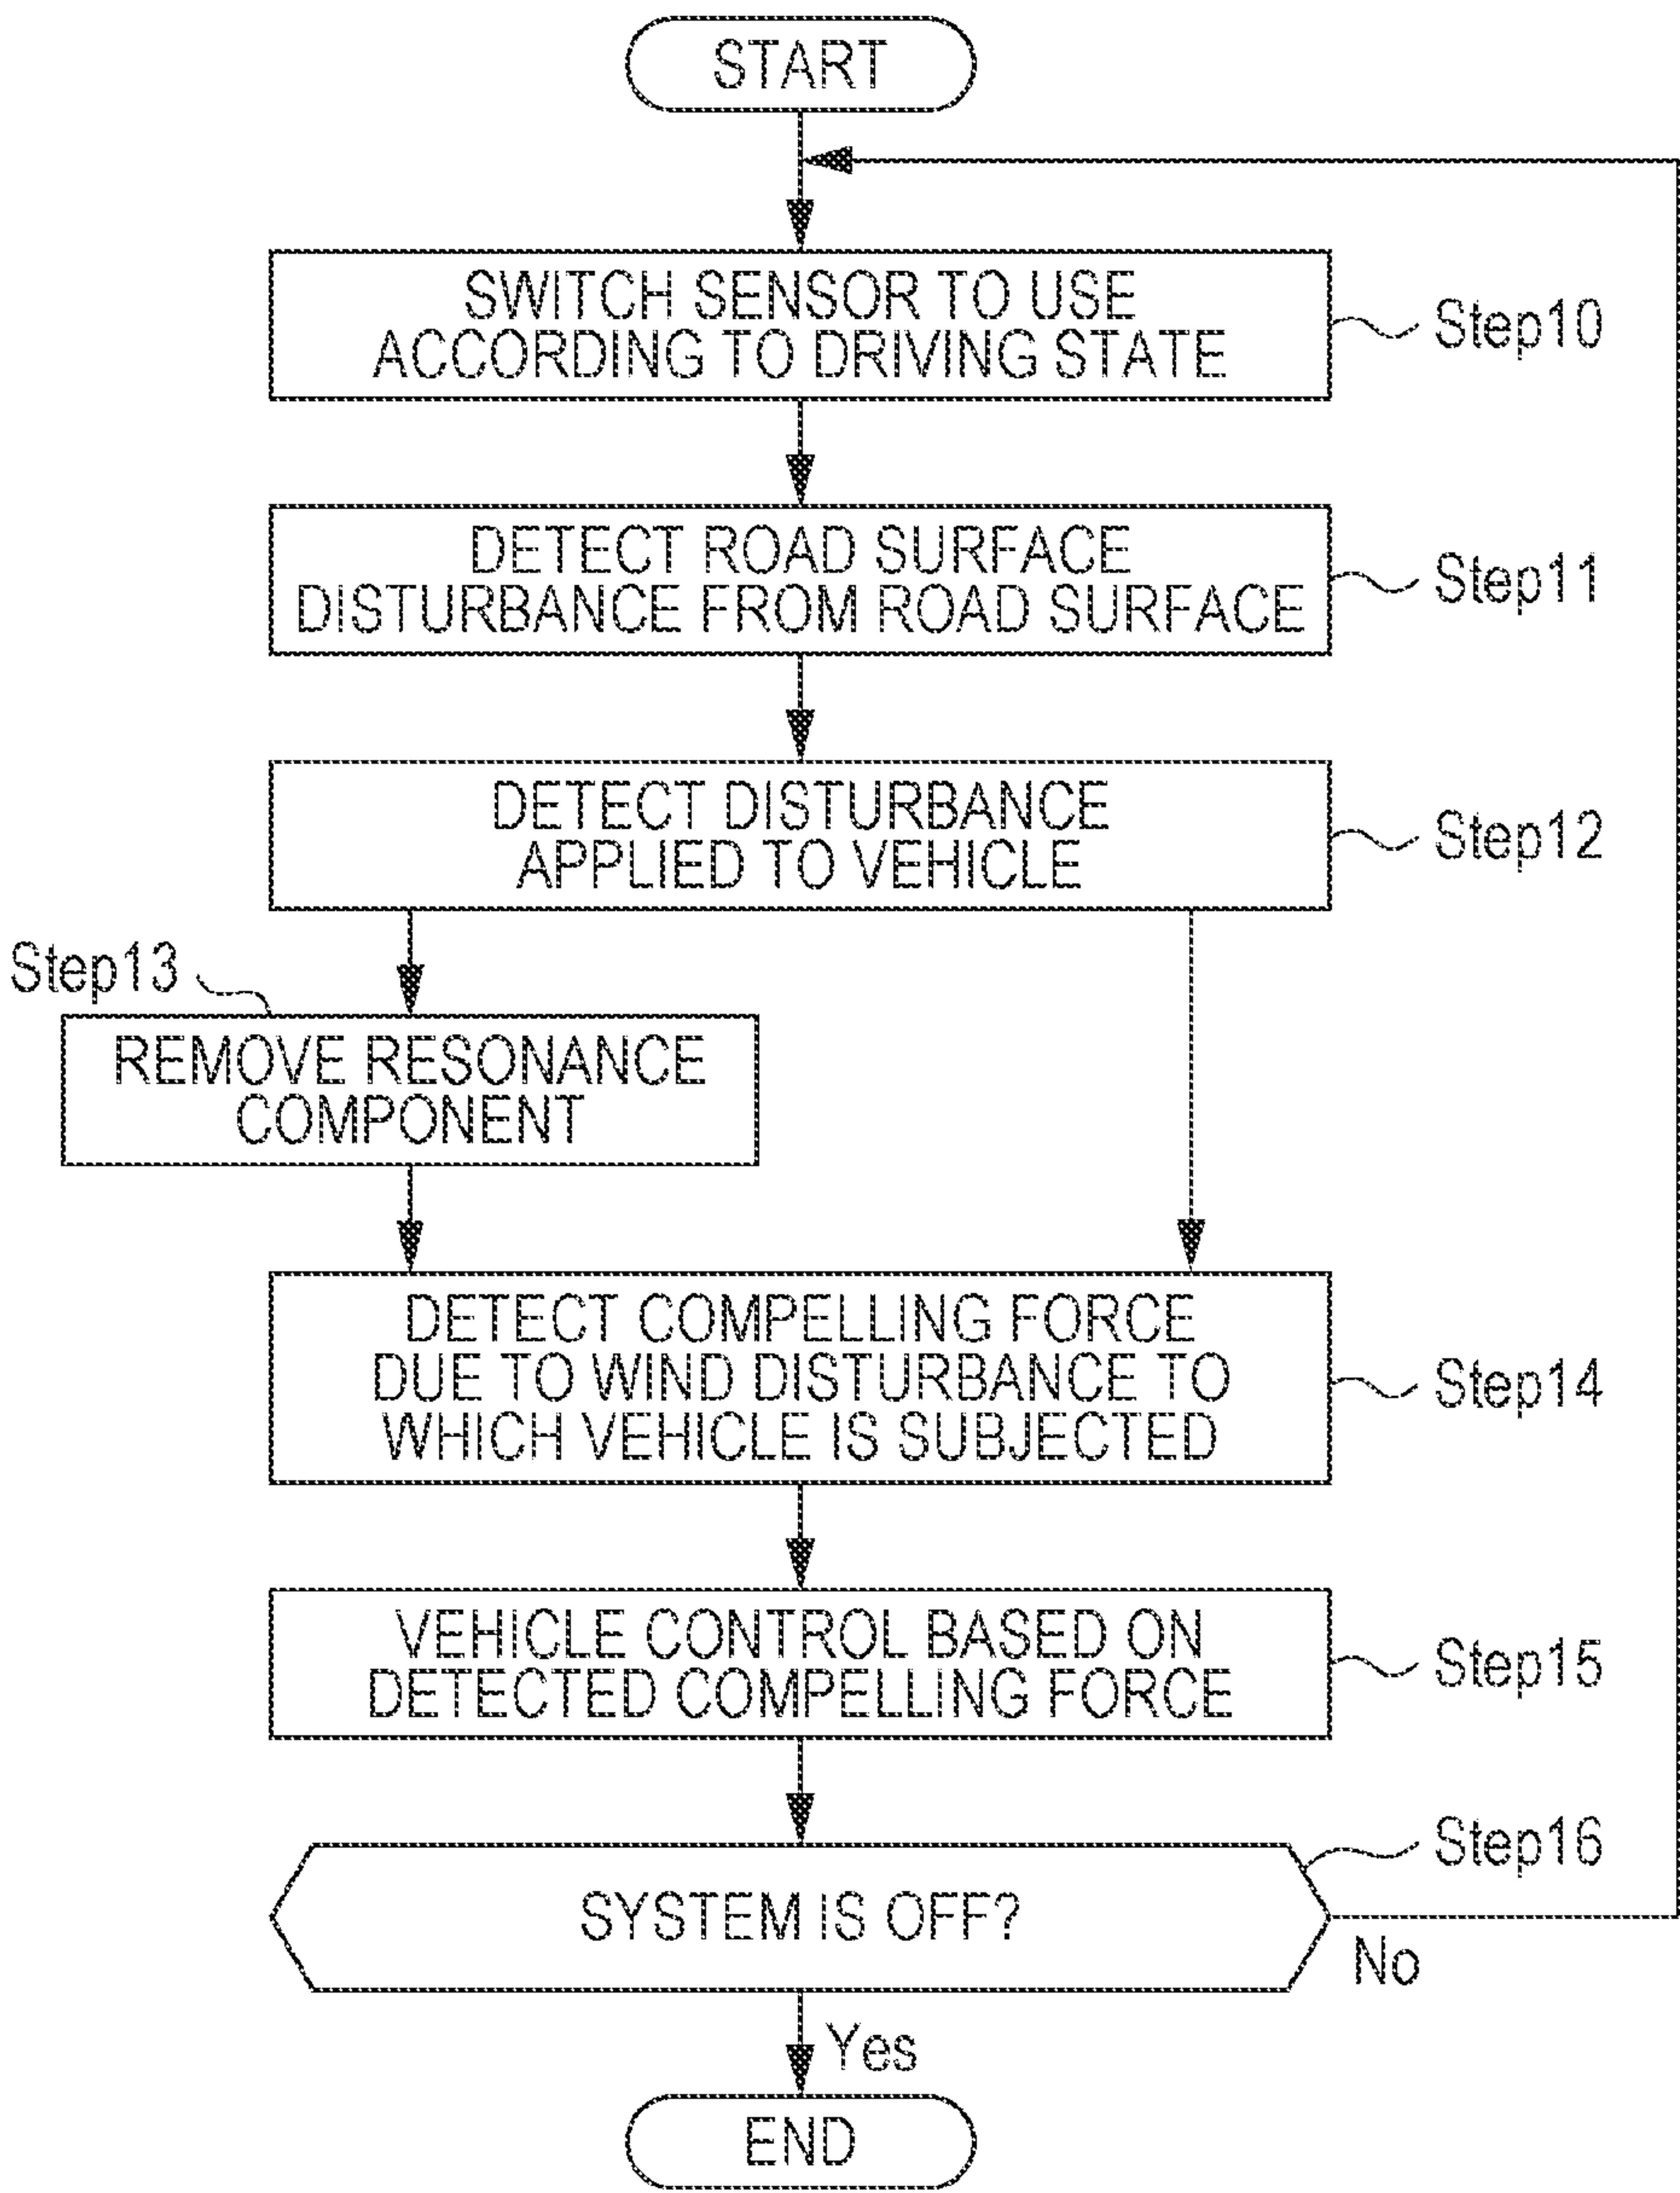 START
SWITCH SENSOR TO USE
ACCORDING TO DRIVING STATE
Step10
DETECT ROAD SURFACE
DISTURBANCE FROM ROAD SURFACE
Step11
DETECT DISTURBANCE
APPLIED TO VEHICLE
Step12
Step13
REMOVE RESONANCE
COMPONENT
DETECT COMPELLING FORCE
DUE TO WIND DISTURBANCE TO
WHICH VEHICLE IS SUBJECTED
Step14
VEHICLE CONTROL BASED ON
DETECTED COMPELLING FORCE
Step15
Step16
SYSTEM IS OFF?
No
Yes
END